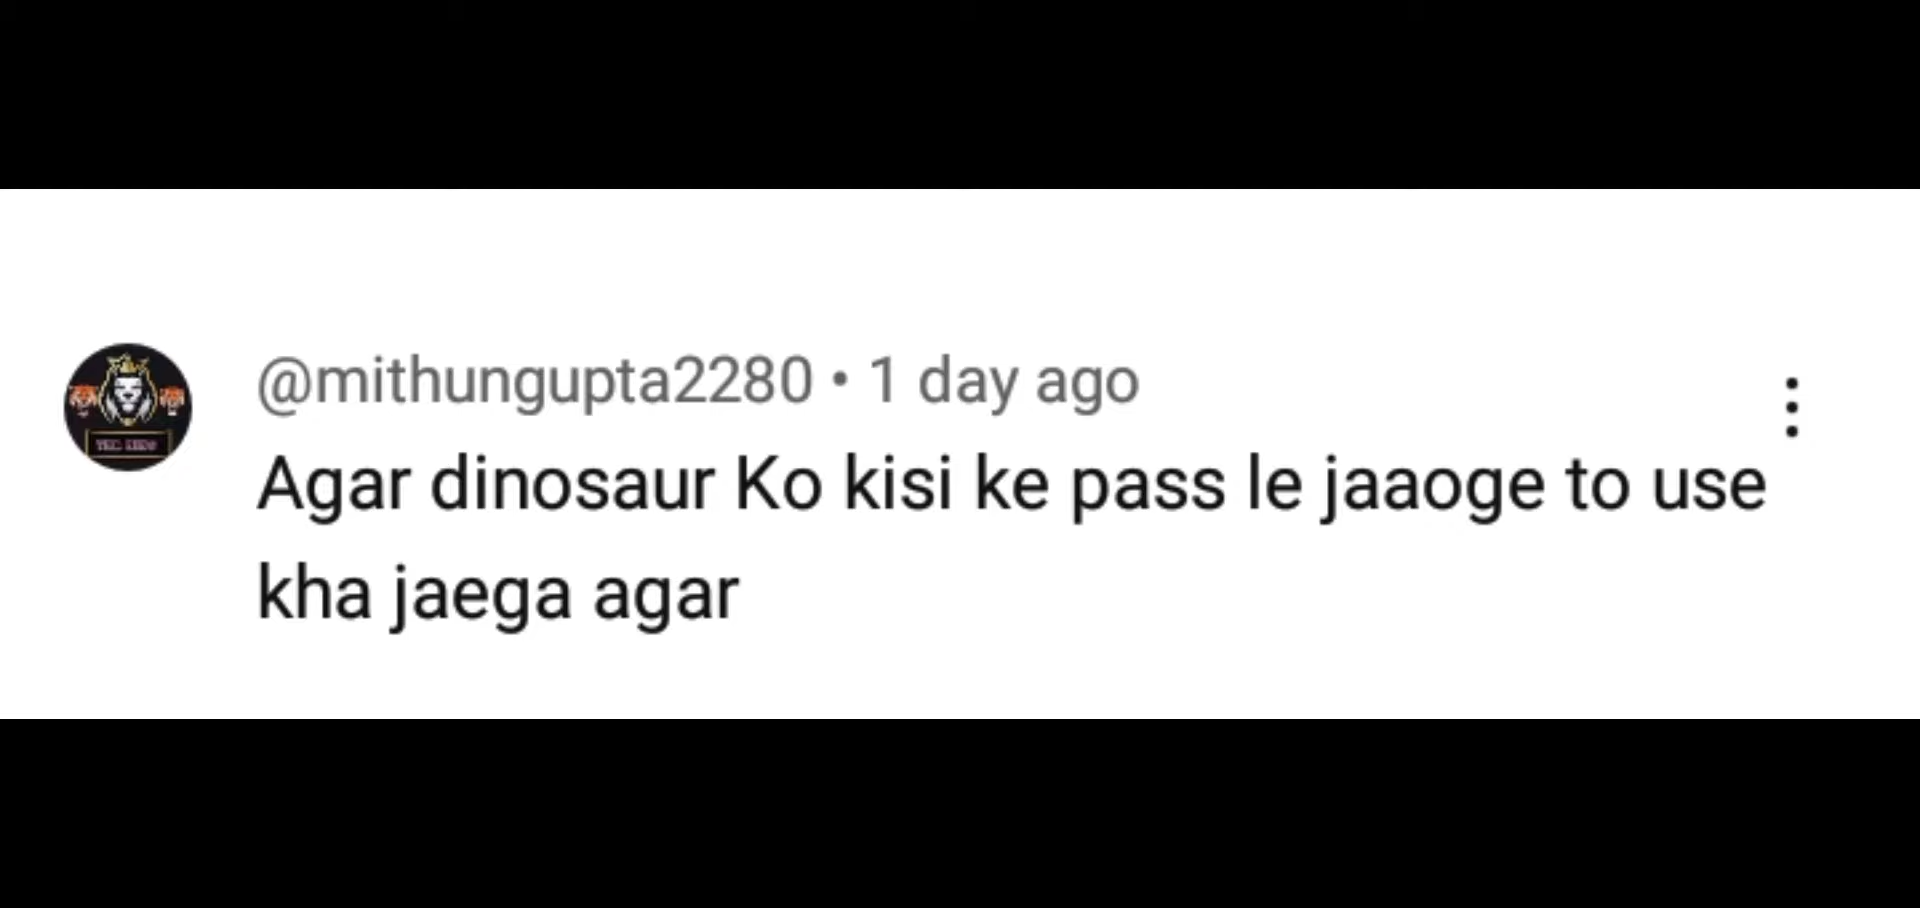 @mithungupta2280 • 1 day ago
Agar dinosaur Ko kisi ke pass le jaaoge to use
kha jaega agar